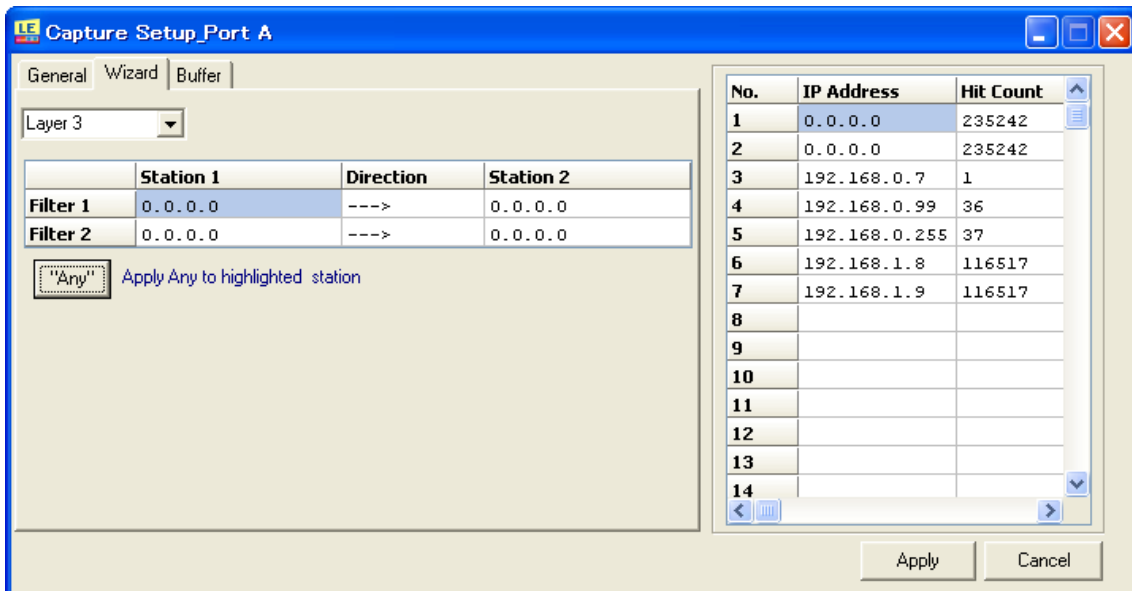 LE Capture Setup_Port A
General Wizard Buffer
Layer 3
Station 1 Direction Station 2
Filter 1 0.0.0.0 ---> 0.0.0.0
Filter 2 0.0.0.0 ---> 0.0.0.0
"Any" Apply Any to highlighted station
No. IP Address Hit Count
1 0.0.0.0 235242
2 0.0.0.0 235242
3 192.168.0.7 1
4 192.168.0.99 36
5 192.168.0.255 37
6 192.168.1.8 116517
7 192.168.1.9 116517
8
9
10
11
12
13
14
Apply Cancel